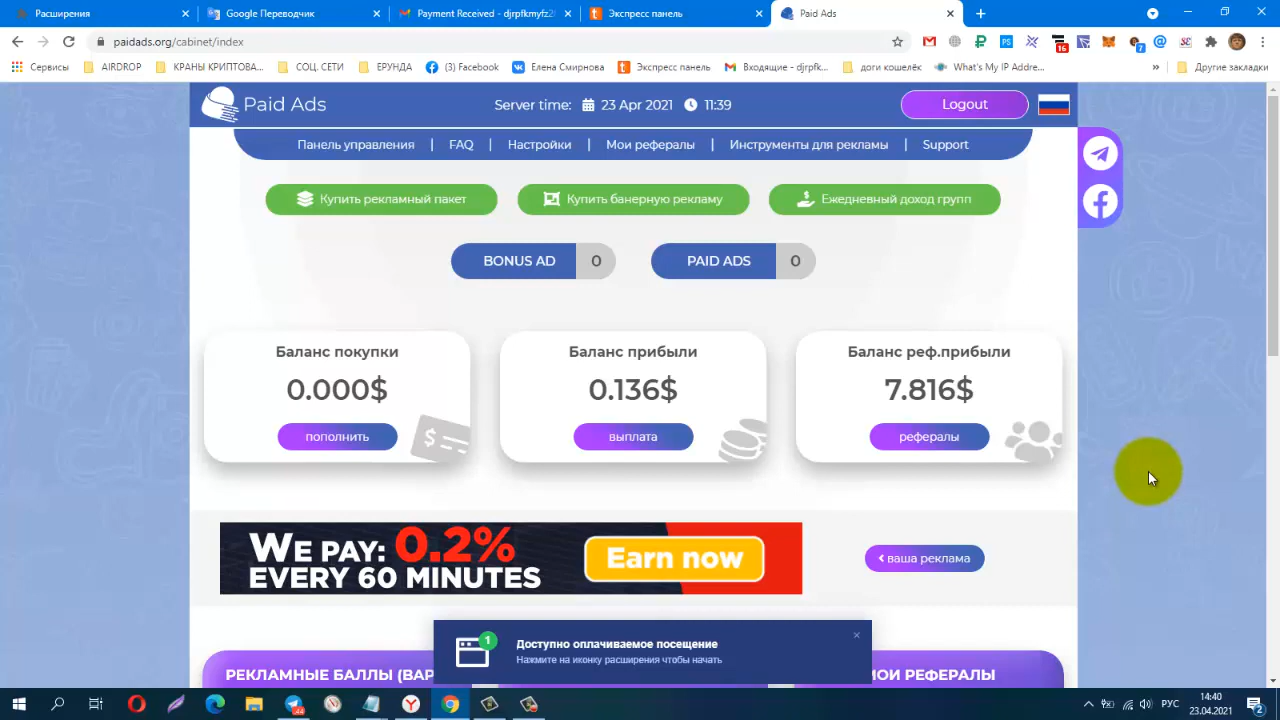 Расширения
Google Переводчик
Payment Received - djrpfkmyfz2
Экспресс панель
Paid Ads
paidads.org/cabinet/index
Сервисы
AIRDROP
КРАНЫ КРИПТОВА...
СОЦ. СЕТИ
ЕРУНДА
(3) Facebook
Елена Смирнова
Экспресс панель
Входящие - djrpfk...
доги кошелёк
What's My IP Addre...
»
Другие закладки
Paid Ads
Server time: 23 Apr 2021 11:39
Logout
Панель управления | FAQ | Настройки | Мои рефералы | Инструменты для рекламы | Support
Купить рекламный пакет
Купить банерную рекламу
Ежедневный доход групп
BONUS AD 0
PAID ADS 0
Баланс покупки
0.000$
пополнить
Баланс прибыли
0.136$
выплата
Баланс реф.прибыли
7.816$
рефералы
WE PAY: 0.2%
EVERY 60 MINUTES
Earn now
ваша реклама
1
Доступно оплачиваемое посещение
Нажмите на иконку расширения чтобы начать
РЕКЛАМНЫЕ БАЛЛЫ (ВАР
МОИ РЕФЕРАЛЫ
РУС
14:40
23.04.2021
2